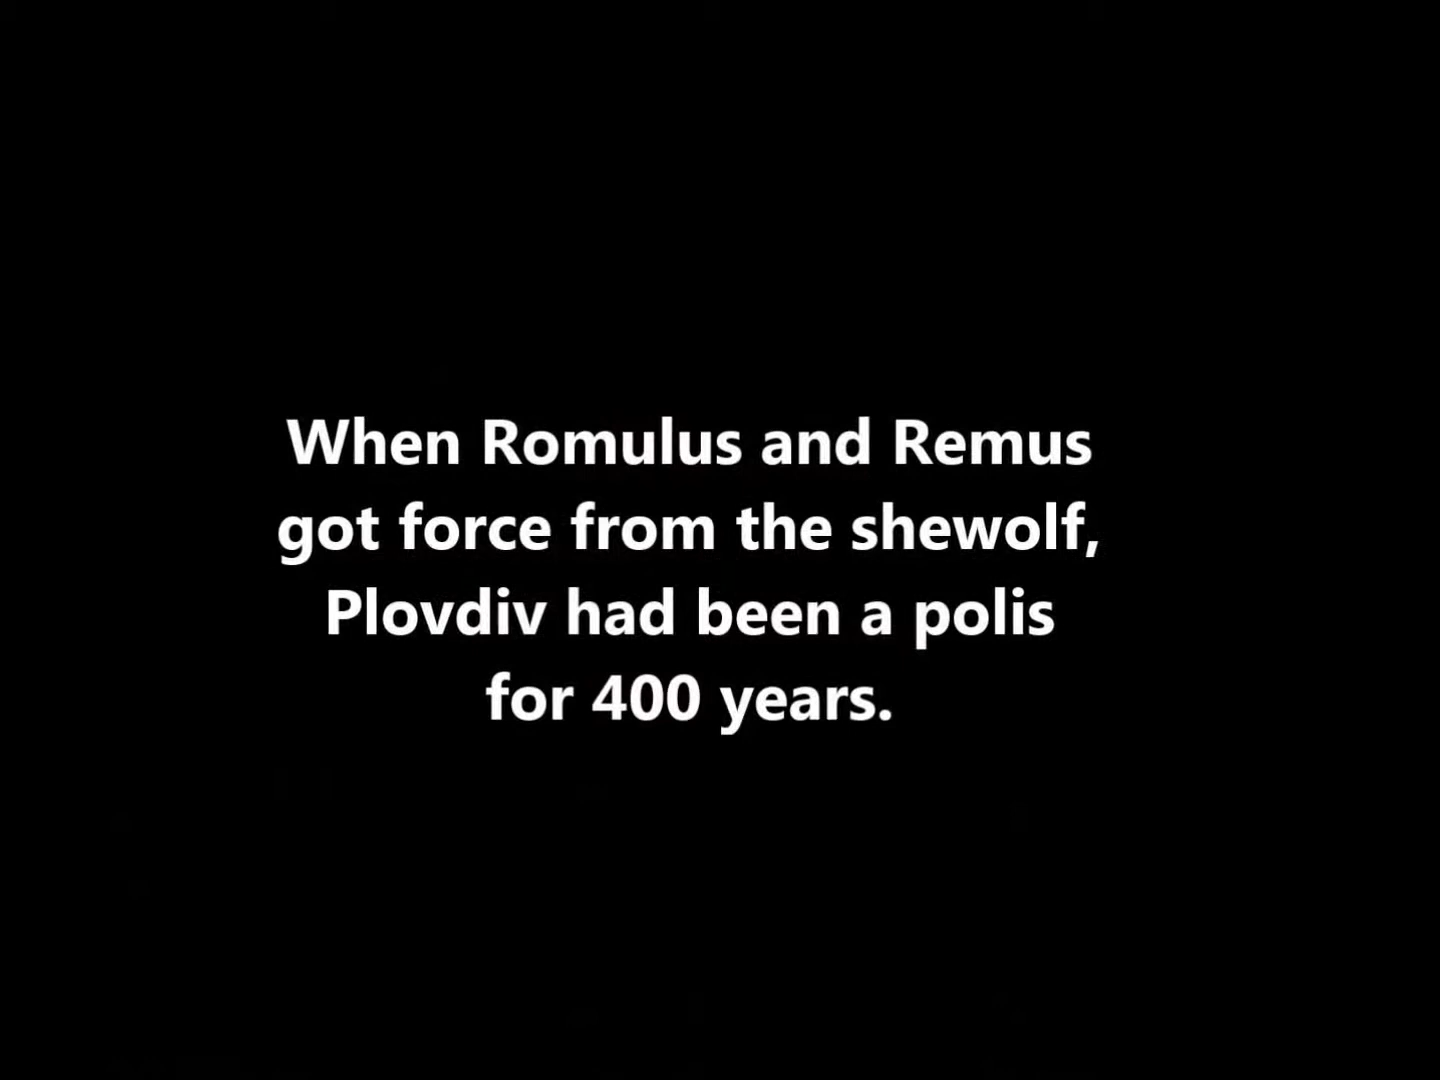 When Romulus and Remus
got force from the shewolf,
Plovdiv had been a polis
for 400 years.